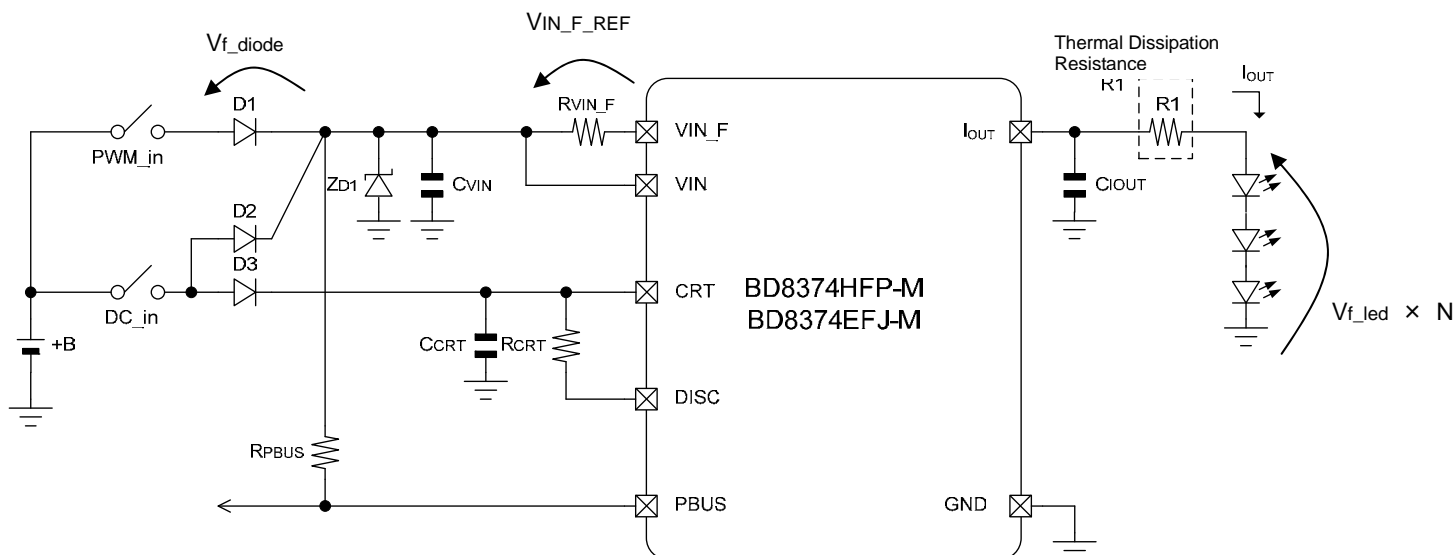 Vf_diode
VIN_F_REF
Thermal Dissipation
Resistance
R1
IOUT
D1
RVIN_F
VIN_F
IOUT
R1
PWM_in
ZD1
CVIN
VIN
CIOUT
D2
D3
CRT
BD8374HFP-M
BD8374EFJ-M
DC_in
+B
CCRT
RCRT
Vf_led × N
DISC
RPBUS
PBUS
GND